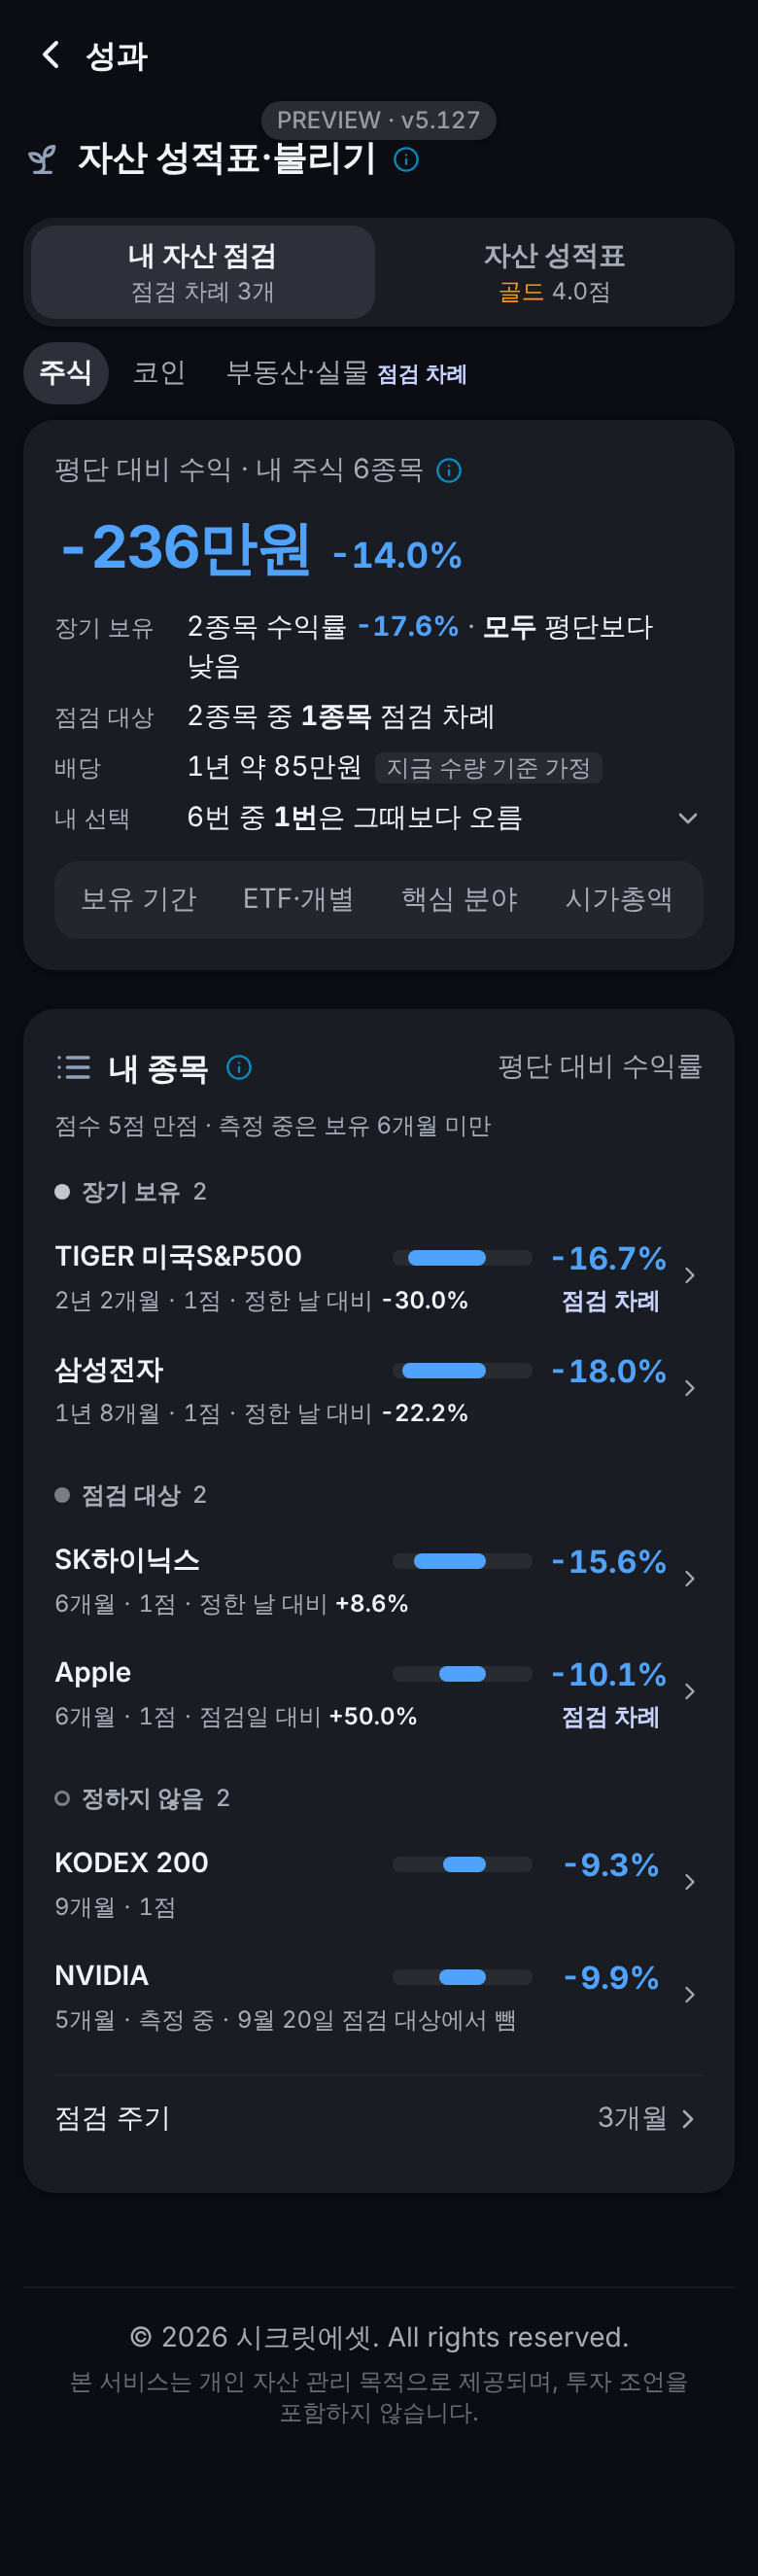 성과
PREVIEW · v5.127
자산 성적표·불리기
내 자산 점검
점검 차례 3개
자산 성적표
골드 4.0점
주식 코인 부동산·실물 점검 차례
평단 대비 수익 · 내 주식 6종목
-236만원 -14.0%
장기 보유 2종목 수익률 -17.6% · 모두 평단보다
낮음
점검 대상 2종목 중 1종목 점검 차례
배당 1년 약 85만원 지금 수량 기준 가정
내 선택 6번 중 1번은 그때보다 오름
보유 기간 ETF·개별 핵심 분야 시가총액
내 종목 평단 대비 수익률
점수 5점 만점 · 측정 중은 보유 6개월 미만
장기 보유 2
TIGER 미국S&P500 -16.7%
2년 2개월 · 1점 · 정한 날 대비 -30.0% 점검 차례
삼성전자 -18.0%
1년 8개월 · 1점 · 정한 날 대비 -22.2%
점검 대상 2
SK하이닉스 -15.6%
6개월 · 1점 · 정한 날 대비 +8.6%
Apple -10.1%
6개월 · 1점 · 점검일 대비 +50.0% 점검 차례
정하지 않음 2
KODEX 200 -9.3%
9개월 · 1점
NVIDIA -9.9%
5개월 · 측정 중 · 9월 20일 점검 대상에서 뺌
점검 주기 3개월
© 2026 시크릿에셋. All rights reserved.
본 서비스는 개인 자산 관리 목적으로 제공되며, 투자 조언을
포함하지 않습니다.